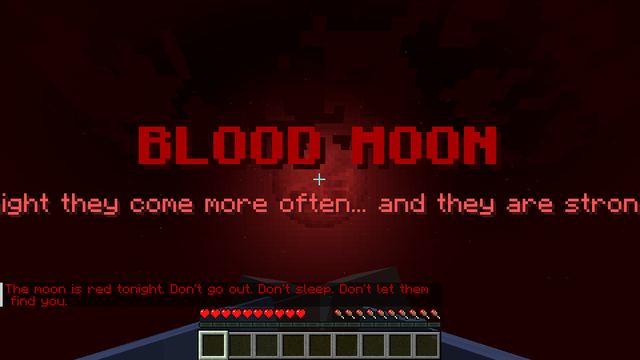 BLOOD MOON
ight they come more often... and they are stron
The moon is red tonight. Don't go out. Don't sleep. Don't let them
find you.